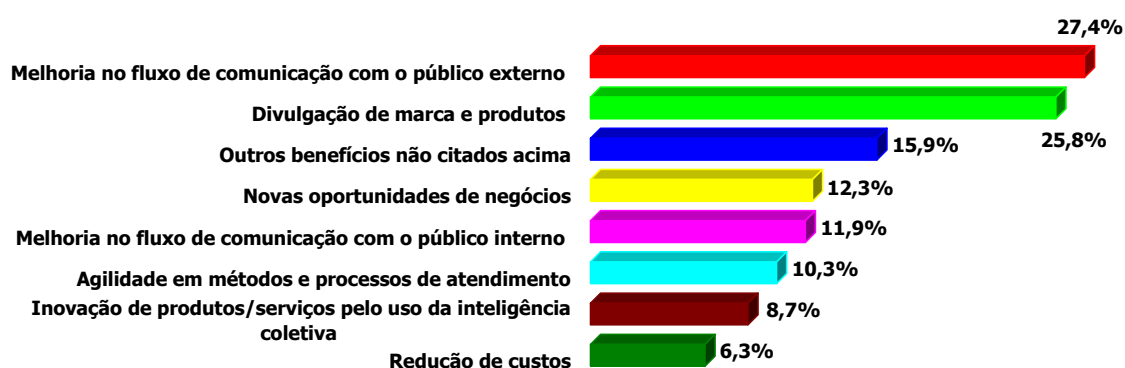 27,4%
Melhoria no fluxo de comunicação com o público externo
Divulgação de marca e produtos
25,8%
Outros benefícios não citados acima
15,9%
Novas oportunidades de negócios
12,3%
Melhoria no fluxo de comunicação com o público interno
11,9%
Agilidade em métodos e processos de atendimento
10,3%
Inovação de produtos/serviços pelo uso da inteligência
coletiva
8,7%
Redução de custos
6,3%